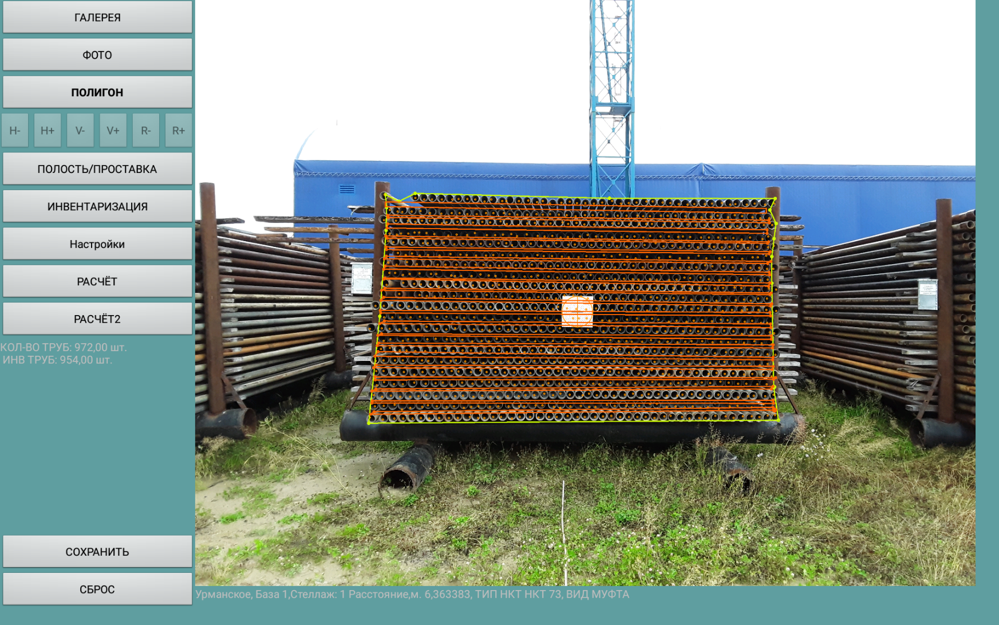 ГАЛЕРЕЯ
ФОТО
ПОЛИГОН
H- H+ V- V+ R- R+
ПОЛОСТЬ/ПРОСТАВКА
ИНВЕНТАРИЗАЦИЯ
Настройки
РАСЧЁТ
РАСЧЁТ2
КОЛ-ВО ТРУБ: 972,00 шт.
ИНВ ТРУБ: 954,00 шт.
СОХРАНИТЬ
СБРОС
Урманское, База 1,Стеллаж: 1 Расстояние,м. 6,363383, ТИП НКТ НКТ 73, ВИД МУФТА